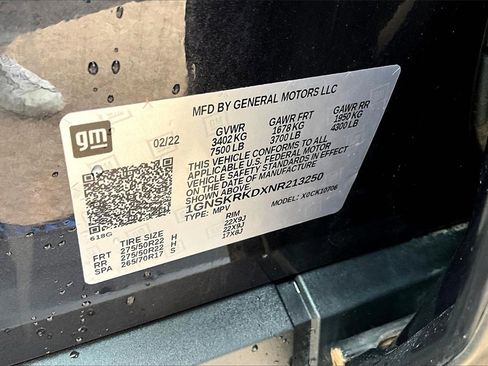 MFD BY GENERAL MOTORS LLC
gm
02/22
GVWR GAWR FRT GAWR RR
3402 KG 1678 KG 1950 KG
7500 LB 3700 LB 4300 LB
THIS VEHICLE CONFORMS TO ALL
APPLICABLE U.S. FEDERAL MOTOR
VEHICLE SAFETY STANDARDS IN EFFECT
ON THE DATE OF MANUFACTURE
SHOWN ABOVE.
1GNSKRKDXNR213250
TYPE: MPV MODEL: X0CK10706
618G
TIRE SIZE RIM
FRT 275/50R22 H 22X9J
RR 275/50R22 H 22X9J
SPA 265/70R17 S 17X8J